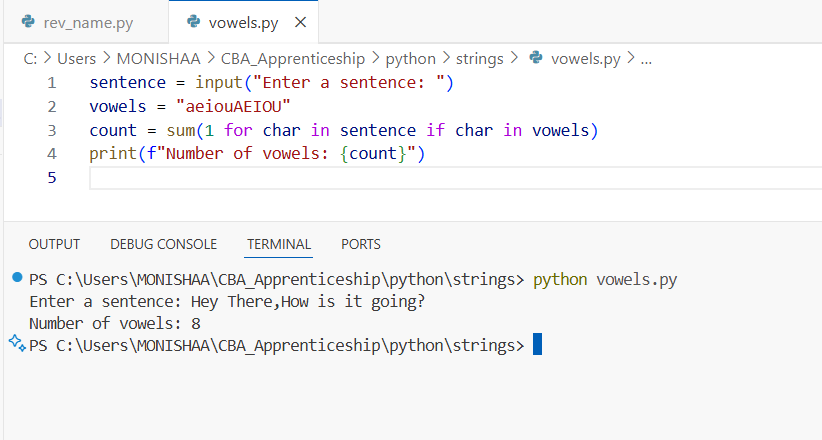 rev_name.py vowels.py ×
C: > Users > MONISHAA > CBA_Apprenticeship > python > strings > vowels.py > ...
1 sentence = input("Enter a sentence: ")
2 vowels = "aeiouAEIOU"
3 count = sum(1 for char in sentence if char in vowels)
4 print(f"Number of vowels: {count}")
5
OUTPUT DEBUG CONSOLE TERMINAL PORTS
PS C:\Users\MONISHAA\CBA_Apprenticeship\python\strings> python vowels.py
Enter a sentence: Hey There,How is it going?
Number of vowels: 8
PS C:\Users\MONISHAA\CBA_Apprenticeship\python\strings>